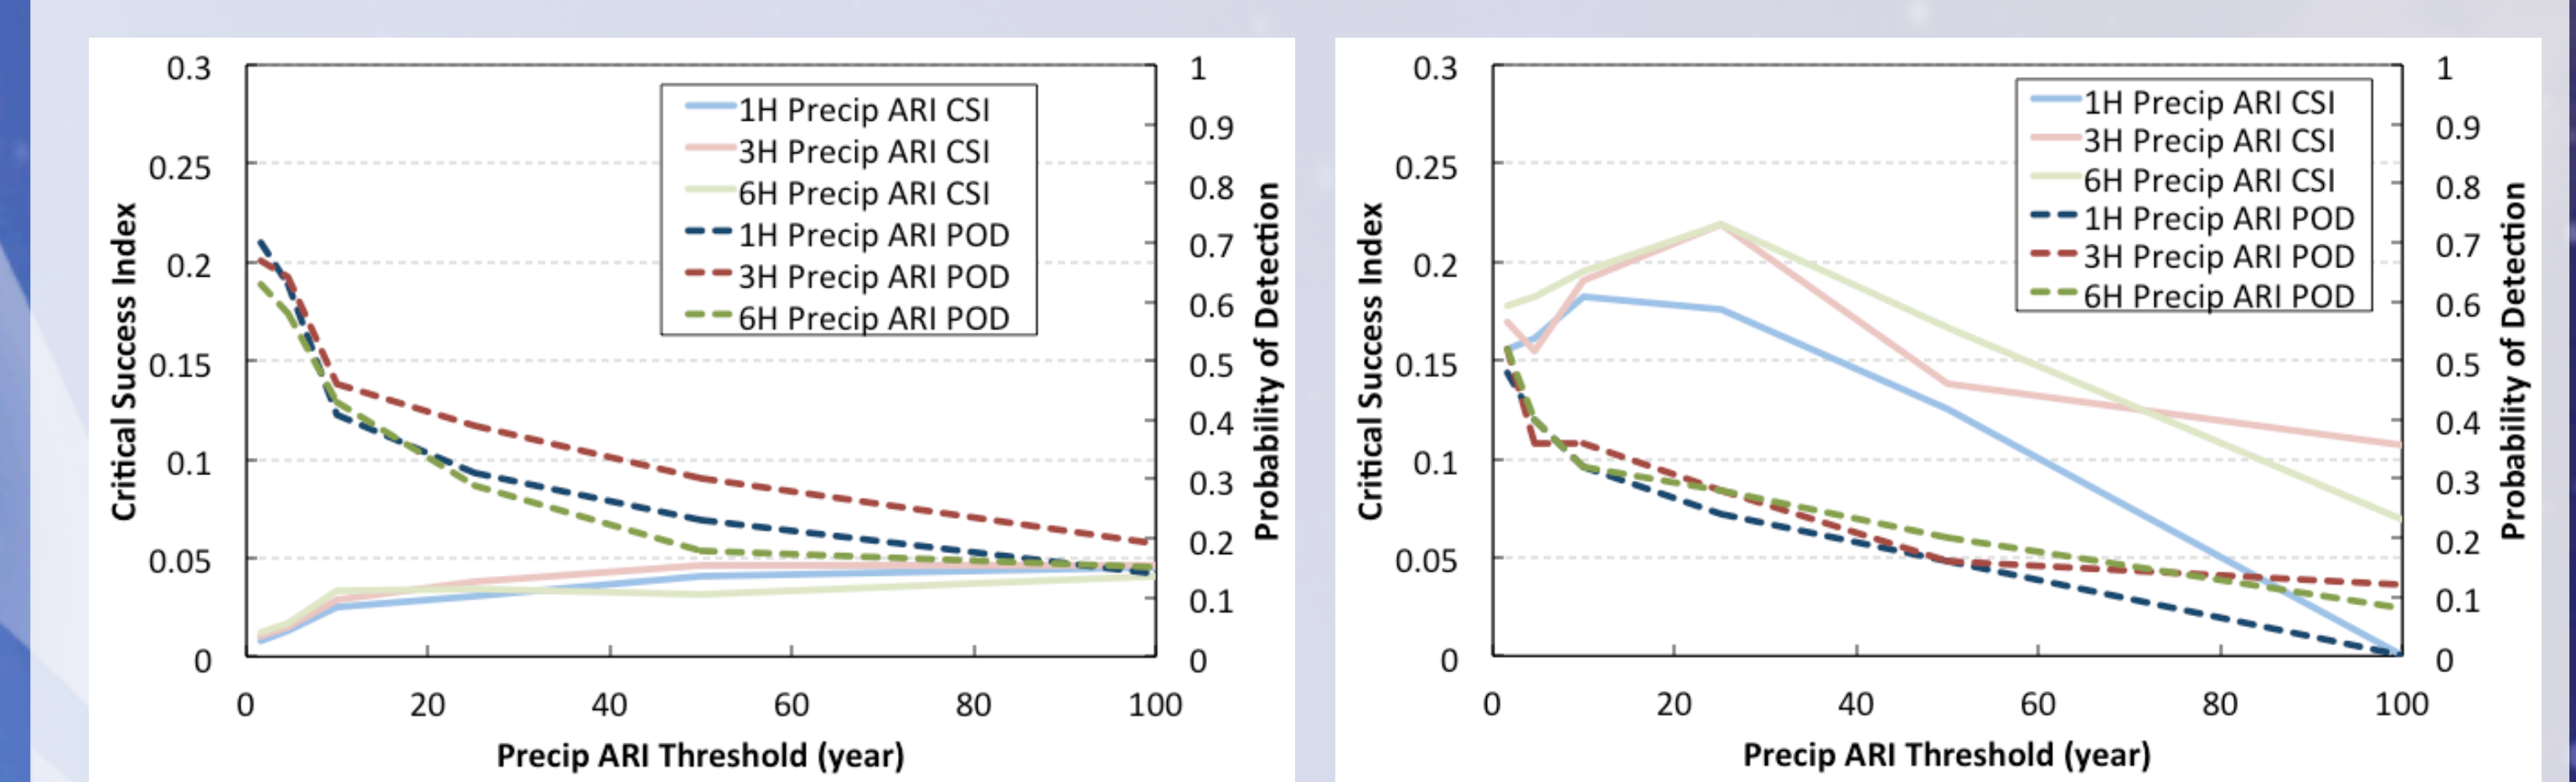 0.3
0.25
0.2
0.15
0.1
0.05
0
Critical Success Index
1H Precip ARI CSI
3H Precip ARI CSI
6H Precip ARI CSI
1H Precip ARI POD
3H Precip ARI POD
6H Precip ARI POD
1
0.9
0.8
0.7
0.6
0.5
0.4
0.3
0.2
0.1
0
Probability of Detection
0 20 40 60 80 100
Precip ARI Threshold (year)
0.3
0.25
0.2
0.15
0.1
0.05
0
Critical Success Index
1H Precip ARI CSI
3H Precip ARI CSI
6H Precip ARI CSI
1H Precip ARI POD
3H Precip ARI POD
6H Precip ARI POD
1
0.9
0.8
0.7
0.6
0.5
0.4
0.3
0.2
0.1
0
Probability of Detection
0 20 40 60 80 100
Precip ARI Threshold (year)